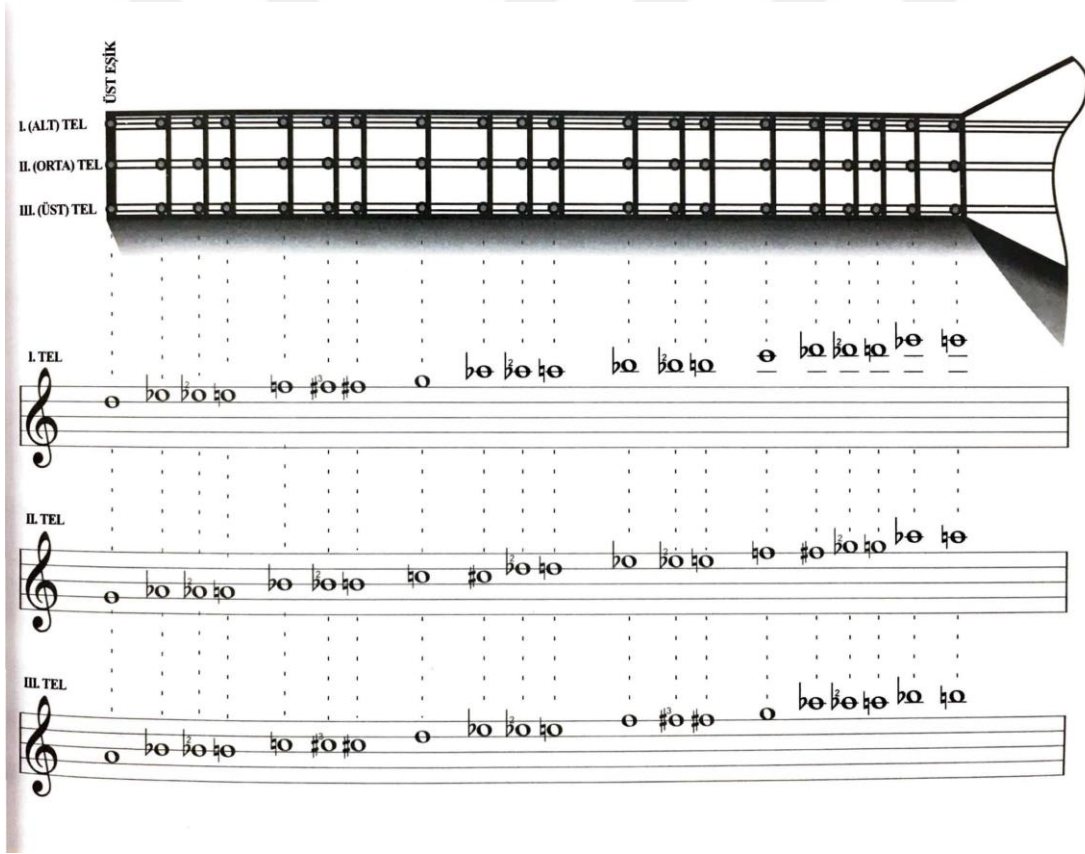 ÜST EŞİK
I. (ALT) TEL
II. (ORTA) TEL
III. (ÜST) TEL
I. TEL
II. TEL
III. TEL